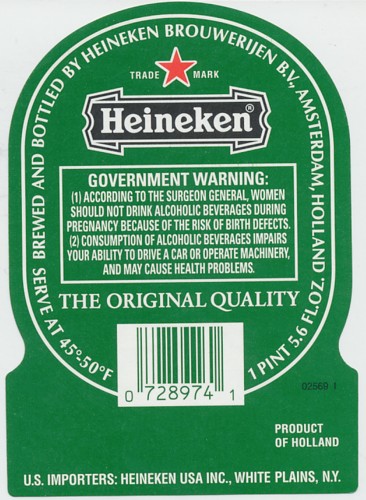 SERVE AT 45°-50°F BREWED AND BOTTLED BY HEINEKEN BROUWERIJEN B.V., AMSTERDAM, HOLLAND. 1 PINT 5.6 FL.OZ.
TRADE MARK
Heineken®
GOVERNMENT WARNING:
(1) ACCORDING TO THE SURGEON GENERAL, WOMEN
SHOULD NOT DRINK ALCOHOLIC BEVERAGES DURING
PREGNANCY BECAUSE OF THE RISK OF BIRTH DEFECTS.
(2) CONSUMPTION OF ALCOHOLIC BEVERAGES IMPAIRS
YOUR ABILITY TO DRIVE A CAR OR OPERATE MACHINERY,
AND MAY CAUSE HEALTH PROBLEMS.
THE ORIGINAL QUALITY
0 728974 1
02569 1
PRODUCT
OF HOLLAND
U.S. IMPORTERS: HEINEKEN USA INC., WHITE PLAINS, N.Y.